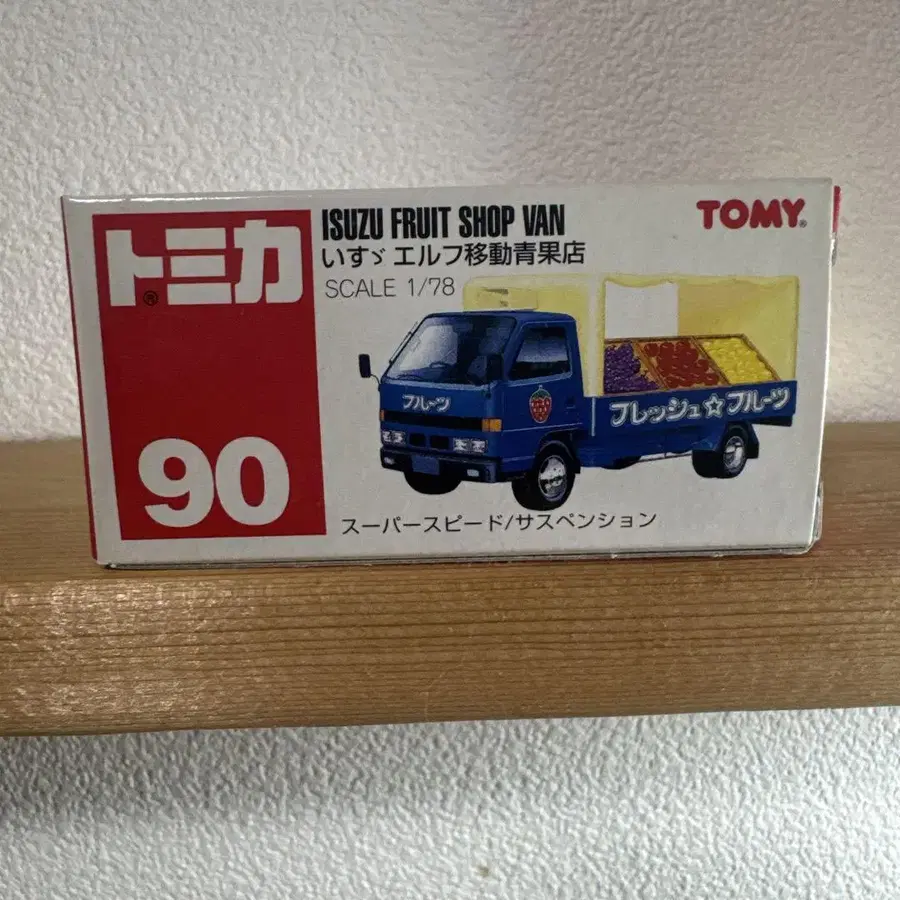 トミカ®
90
ISUZU FRUIT SHOP VAN
いすゞ エルフ移動青果店
SCALE 1/78
TOMY®
フルーツ
フレッシュ☆フルーツ
スーパースピード/サスペンション